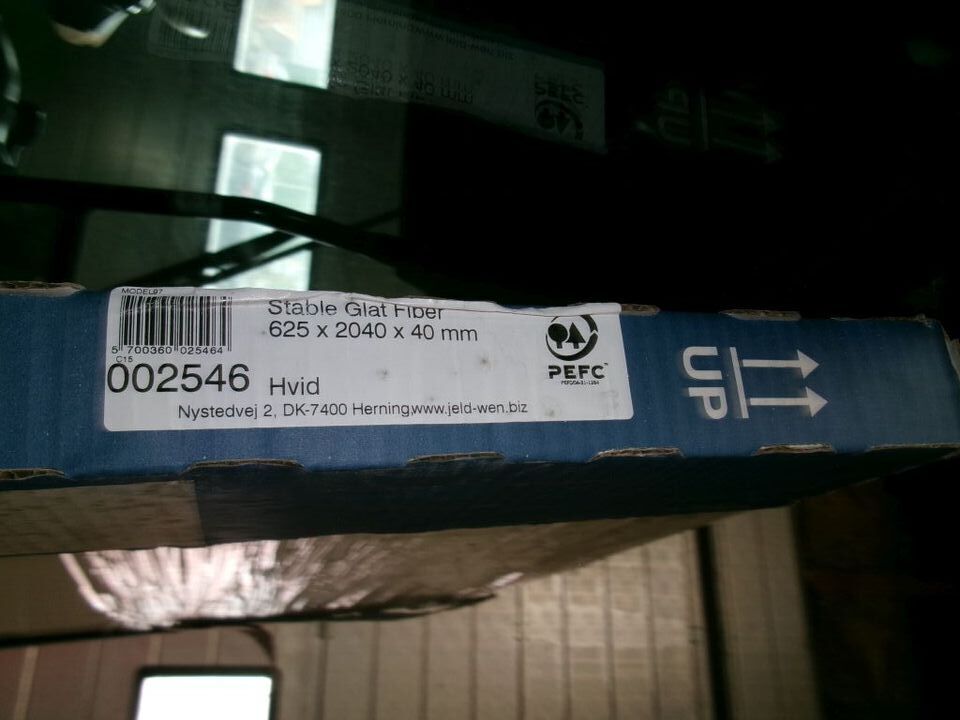 MODEL97
Stable Glat Fiber
625 x 2040 x 40 mm
5 700360 025464
C15
002546 Hvid
PEFC
Nystedvej 2, DK-7400 Herning,www.jeld-wen.biz
UP